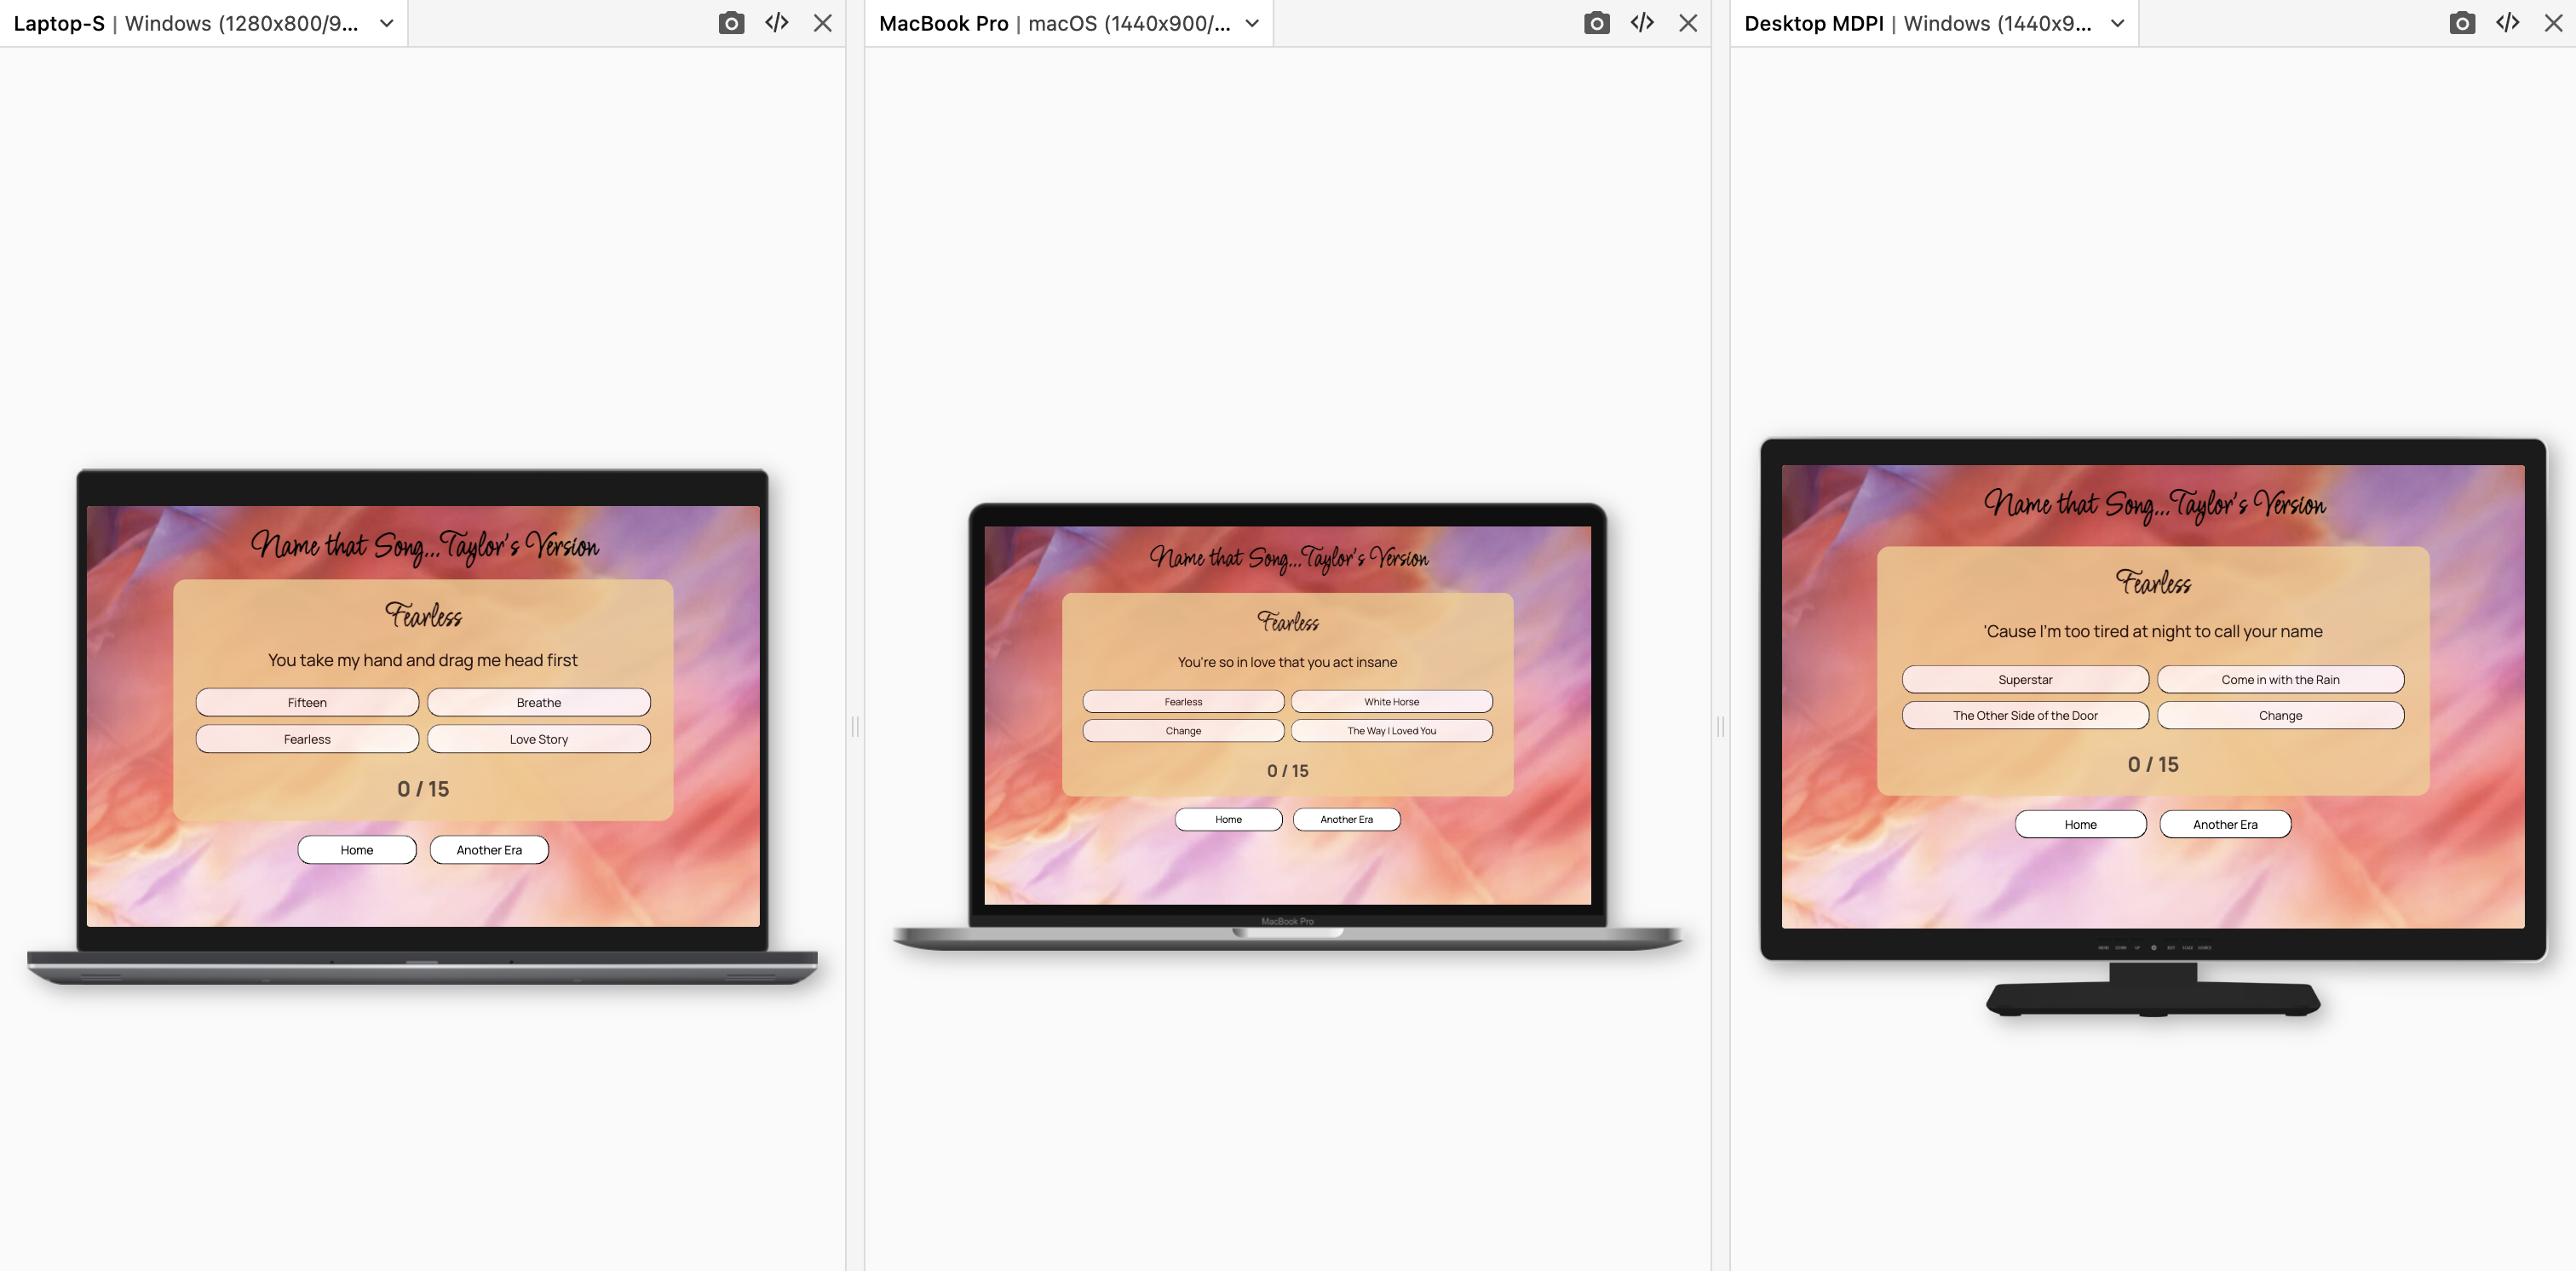 Laptop-S | Windows (1280x800/9...
Name that Song...Taylor's Version
Fearless
You take my hand and drag me head first
Fifteen
Breathe
Fearless
Love Story
0 / 15
Home
Another Era
MacBook Pro | macOS (1440x900/...
Name that Song...Taylor's Version
Fearless
You're so in love that you act insane
Fearless
White Horse
Change
The Way I Loved You
0 / 15
Home
Another Era
MacBook Pro
Desktop MDPI | Windows (1440x9...
Name that Song...Taylor's Version
Fearless
'Cause I'm too tired at night to call your name
Superstar
Come in with the Rain
The Other Side of the Door
Change
0 / 15
Home
Another Era